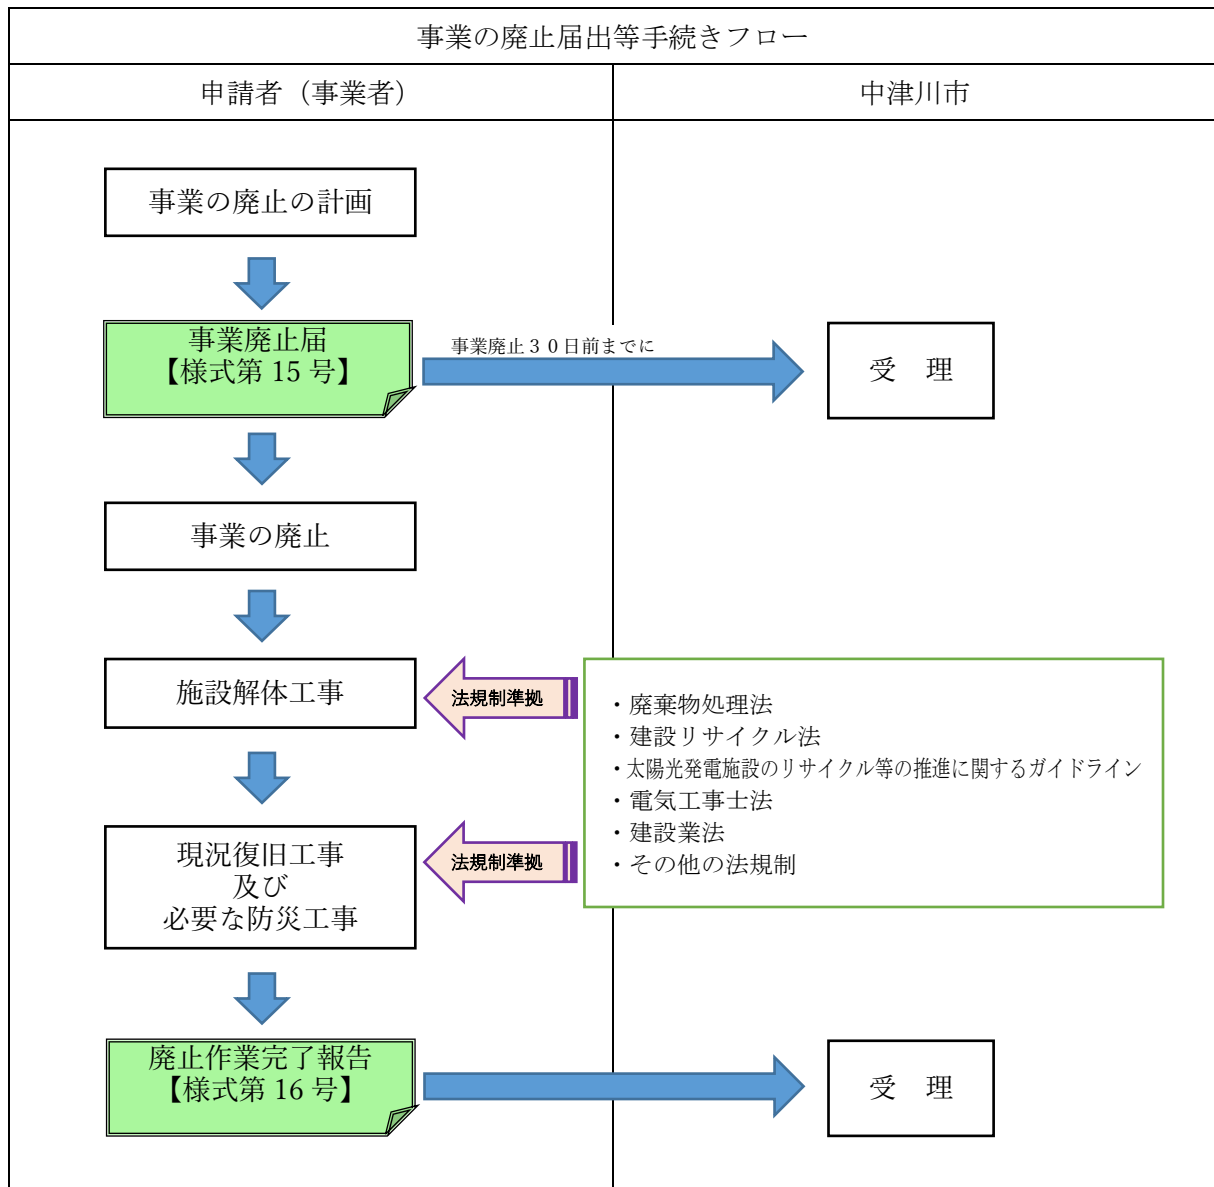 事業の廃止届出等手続きフロー
申請者（事業者）
中津川市
事業の廃止の計画
事業廃止届
【様式第 15 号】
事業廃止３０日前までに
受　理
事業の廃止
施設解体工事
法規制準拠
・廃棄物処理法
・建設リサイクル法
・太陽光発電施設のリサイクル等の推進に関するガイドライン
・電気工事士法
・建設業法
・その他の法規制
現況復旧工事
及び
必要な防災工事
法規制準拠
廃止作業完了報告
【様式第 16 号】
受　理